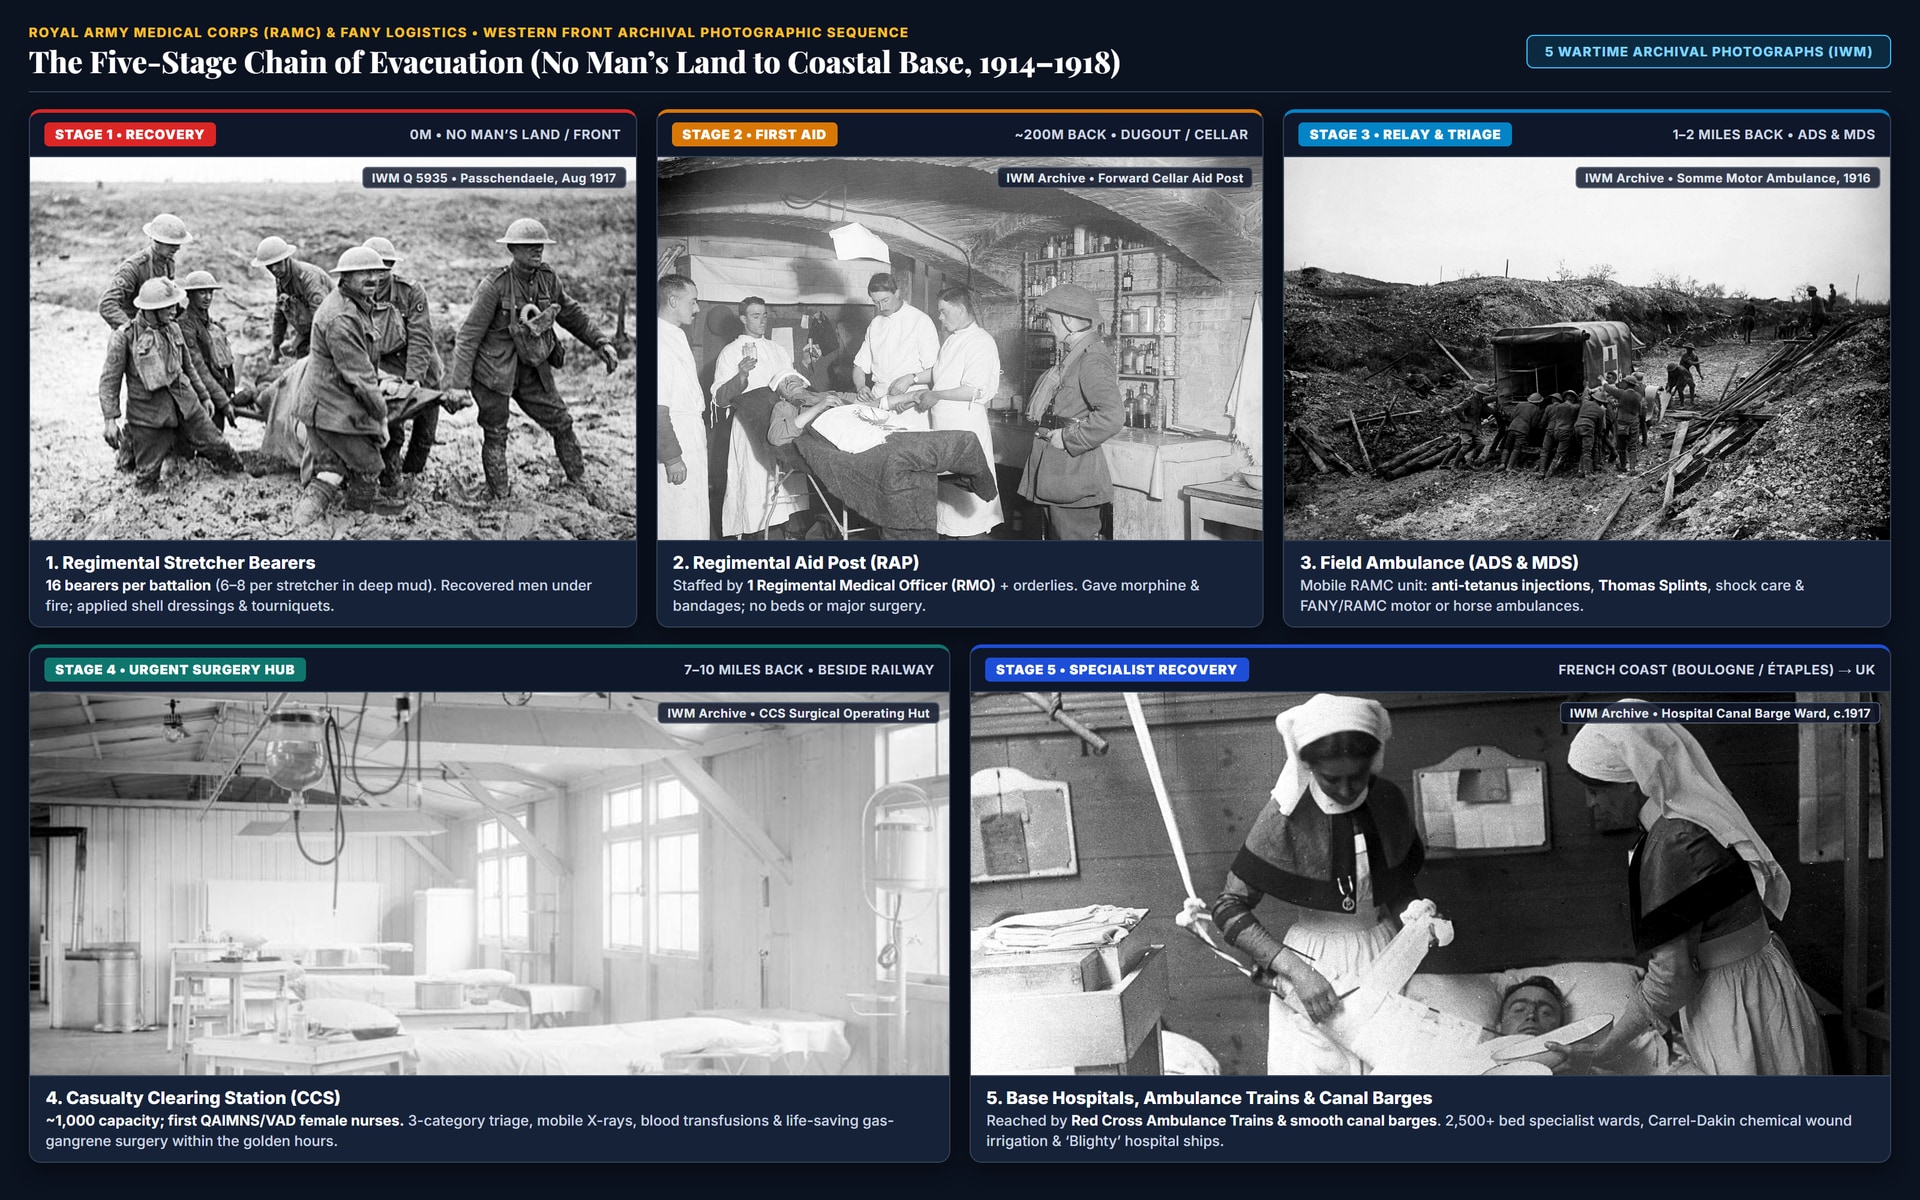 ROYAL ARMY MEDICAL CORPS (RAMC) & FANY LOGISTICS • WESTERN FRONT ARCHIVAL PHOTOGRAPHIC SEQUENCE
The Five-Stage Chain of Evacuation (No Man’s Land to Coastal Base, 1914–1918)
5 WARTIME ARCHIVAL PHOTOGRAPHS (IWM)
STAGE 1 • RECOVERY
0M • NO MAN’S LAND / FRONT
IWM Q 5935 • Passchendaele, Aug 1917
1. Regimental Stretcher Bearers
16 bearers per battalion (6–8 per stretcher in deep mud). Recovered men under
fire; applied shell dressings & tourniquets.
STAGE 2 • FIRST AID
~200M BACK • DUGOUT / CELLAR
IWM Archive • Forward Cellar Aid Post
2. Regimental Aid Post (RAP)
Staffed by 1 Regimental Medical Officer (RMO) + orderlies. Gave morphine &
bandages; no beds or major surgery.
STAGE 3 • RELAY & TRIAGE
1–2 MILES BACK • ADS & MDS
IWM Archive • Somme Motor Ambulance, 1916
3. Field Ambulance (ADS & MDS)
Mobile RAMC unit: anti-tetanus injections, Thomas Splints, shock care &
FANY/RAMC motor or horse ambulances.
STAGE 4 • URGENT SURGERY HUB
7–10 MILES BACK • BESIDE RAILWAY
IWM Archive • CCS Surgical Operating Hut
4. Casualty Clearing Station (CCS)
~1,000 capacity; first QAIMNS/VAD female nurses. 3-category triage, mobile X-rays, blood transfusions & life-saving gas-
gangrene surgery within the golden hours.
STAGE 5 • SPECIALIST RECOVERY
FRENCH COAST (BOULOGNE / ÉTAPLES) → UK
IWM Archive • Hospital Canal Barge Ward, c.1917
5. Base Hospitals, Ambulance Trains & Canal Barges
Reached by Red Cross Ambulance Trains & smooth canal barges. 2,500+ bed specialist wards, Carrel-Dakin chemical wound
irrigation & ‘Blighty’ hospital ships.